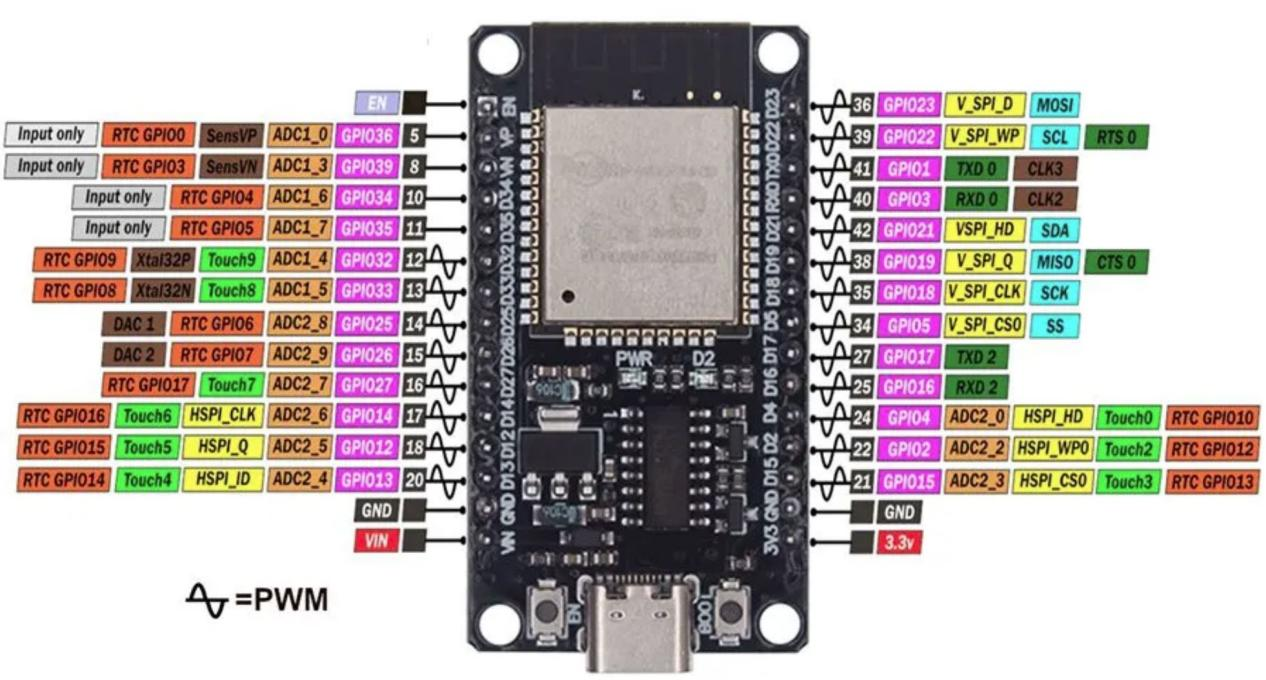 EN EN D23 36 GPIO23 V_SPI_D MOSI
Input only RTC GPIO0 SensVP ADC1_0 GPIO36 5 VP D22 39 GPIO22 V_SPI_WP SCL RTS 0
Input only RTC GPIO3 SensVN ADC1_3 GPIO39 8 VN TXD 41 GPIO1 TXD 0 CLK3
Input only RTC GPIO4 ADC1_6 GPIO34 10 D34 RXD 40 GPIO3 RXD 0 CLK2
Input only RTC GPIO5 ADC1_7 GPIO35 11 D35 D21 42 GPIO21 VSPI_HD SDA
RTC GPIO9 Xtal32P Touch9 ADC1_4 GPIO32 12 D32 D19 38 GPIO19 V_SPI_Q MISO CTS 0
RTC GPIO8 Xtal32N Touch8 ADC1_5 GPIO33 13 D33 D18 35 GPIO18 V_SPI_CLK SCK
DAC 1 RTC GPIO6 ADC2_8 GPIO25 14 D25 D5 34 GPIO5 V_SPI_CS0 SS
DAC 2 RTC GPIO7 ADC2_9 GPIO26 15 D26 PWR D2 D17 27 GPIO17 TXD 2
RTC GPIO17 Touch7 ADC2_7 GPIO27 16 D27 D16 25 GPIO16 RXD 2
RTC GPIO16 Touch6 HSPI_CLK ADC2_6 GPIO14 17 D14 D4 24 GPIO4 ADC2_0 HSPI_HD Touch0 RTC GPIO10
RTC GPIO15 Touch5 HSPI_Q ADC2_5 GPIO12 18 D12 D2 22 GPIO2 ADC2_2 HSPI_WP0 Touch2 RTC GPIO12
RTC GPIO14 Touch4 HSPI_ID ADC2_4 GPIO13 20 D13 D15 21 GPIO15 ADC2_3 HSPI_CS0 Touch3 RTC GPIO13
GND GND GND GND
VIN VIN 3V3 3.3v
=PWM EN BOOT